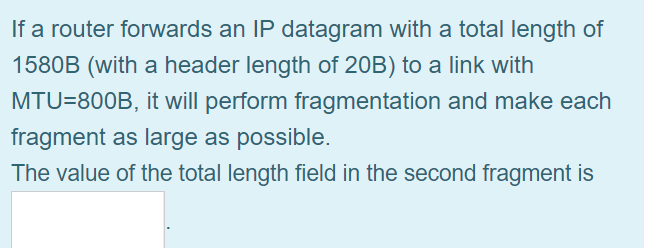 If a router forwards an IP datagram with a total length of
1580B (with a header length of 20B) to a link with
MTU=800B, it will perform fragmentation and make each
fragment as large as possible.
The value of the total length field in the second fragment is
.